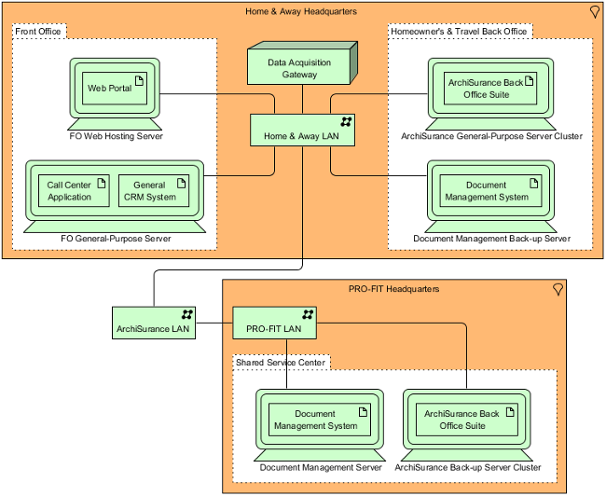 Home & Away Headquarters
Front Office
Homeowner's & Travel Back Office
Data Acquisition
Gateway
Web Portal
ArchiSurance Back
Office Suite
FO Web Hosting Server
Home & Away LAN
ArchiSurance General-Purpose Server Cluster
Call Center
Application
General
CRM System
Document
Management System
FO General-Purpose Server
Document Management Back-up Server
PRO-FIT Headquarters
ArchiSurance LAN
PRO-FIT LAN
Shared Service Center
Document
Management System
ArchiSurance Back
Office Suite
Document Management Server
ArchiSurance Back-up Server Cluster